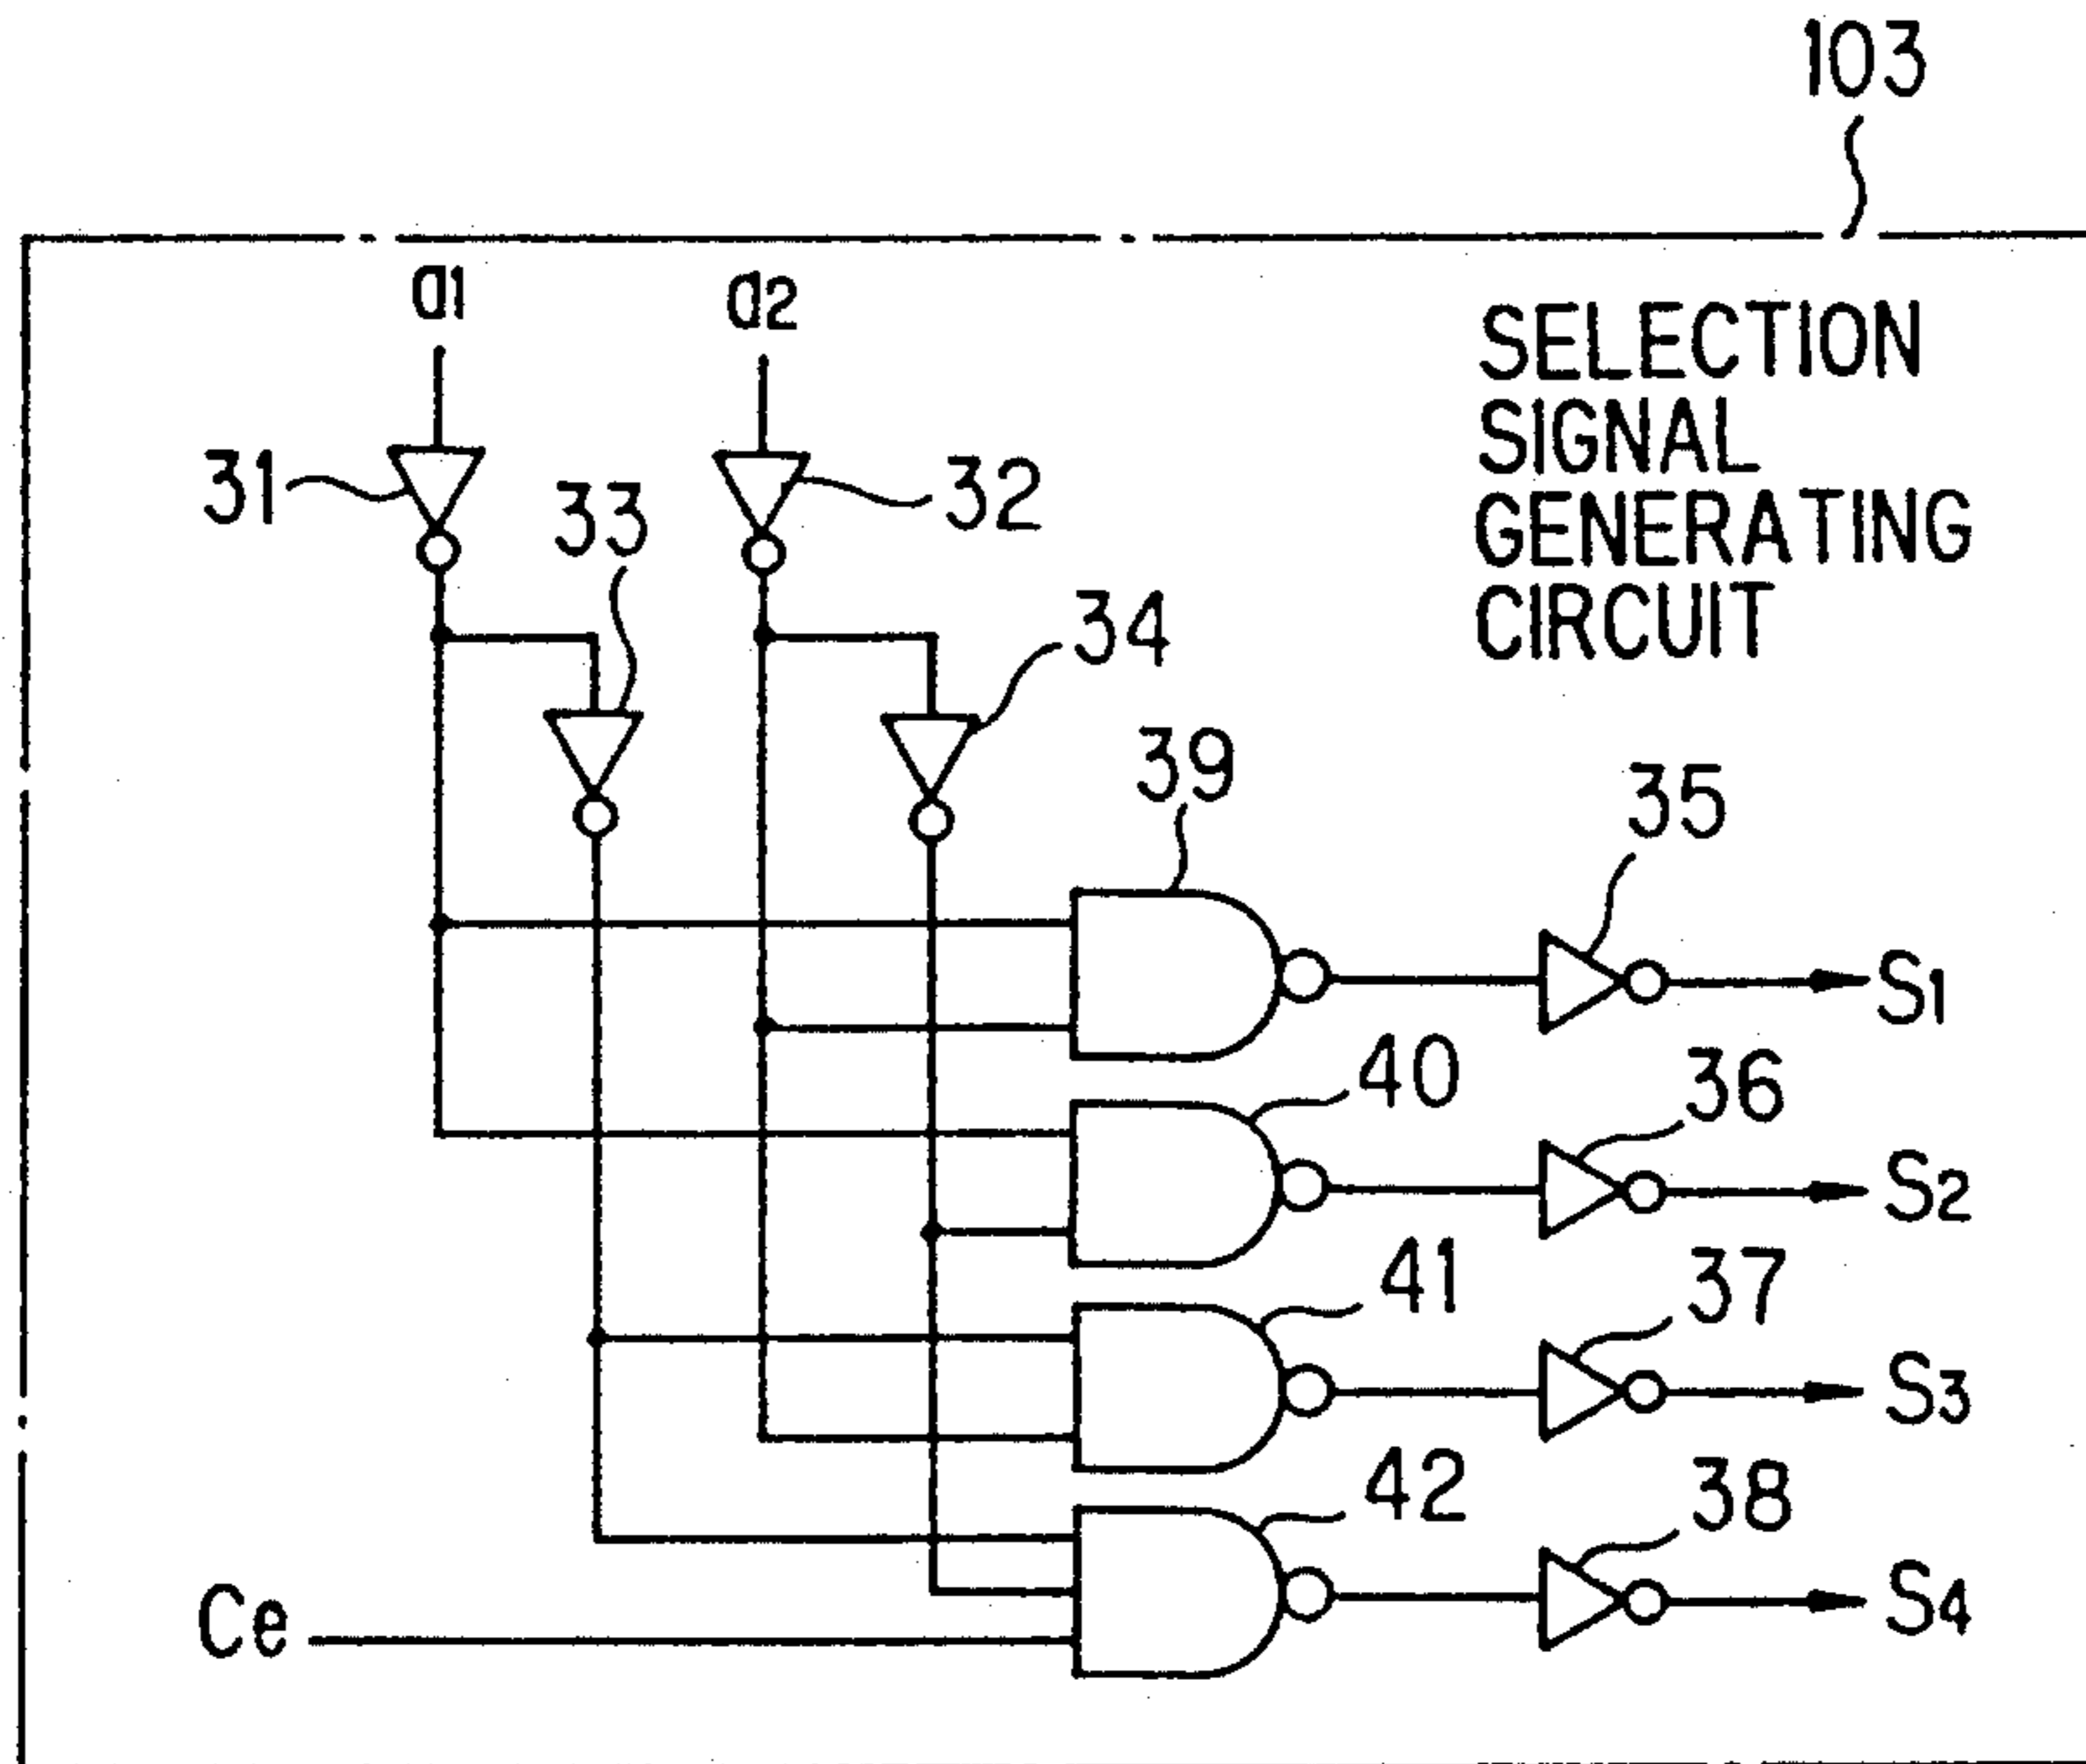 103
a1
a2
SELECTION
SIGNAL
GENERATING
CIRCUIT
31
33
32
34
39
35
S1
40
36
S2
41
37
S3
42
38
S4
Ce